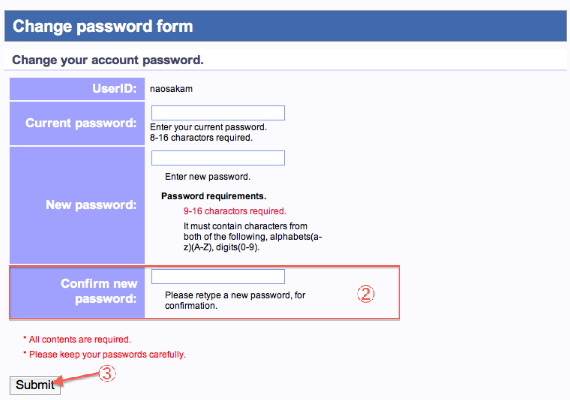 Change password form
Change your account password.
UserID: naosakam
Current password:
Enter your current password.
8-16 charactors required.
New password:
Enter new password.
Password requirements.
9-16 charactors required.
It must contain characters from
both of the following, alphabets(a-
z)(A-Z), digits(0-9).
Confirm new
password:
Please retype a new password, for
confirmation.
②
* All contents are required.
* Please keep your passwords carefully.
③
Submit